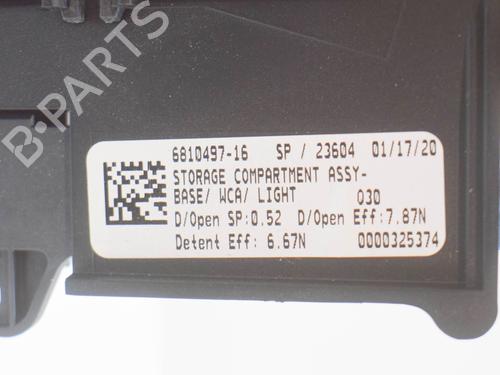 B-PARTS
6810497-16 SP / 23604 01/17/20
STORAGE COMPARTMENT ASSY-
BASE/ WCA/ LIGHT 030
D/Open SP:0.52 D/Open Eff:7.87N
Detent Eff: 6.67N 0000325374